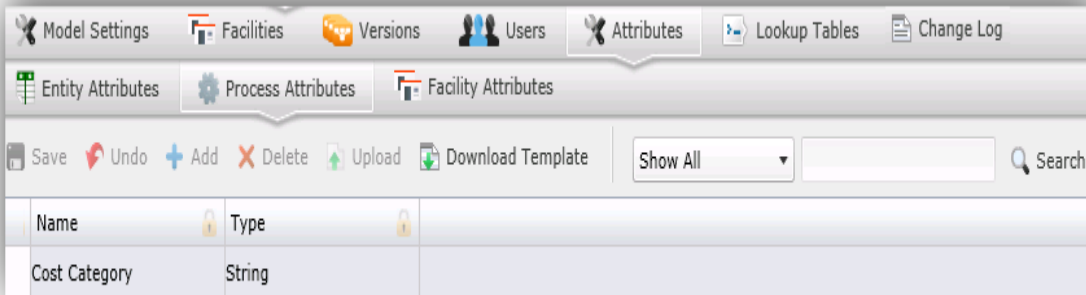 Model Settings Facilities Versions Users Attributes Lookup Tables Change Log
Entity Attributes Process Attributes Facility Attributes
Save Undo Add Delete Upload Download Template Show All Search
Name Type
Cost Category String